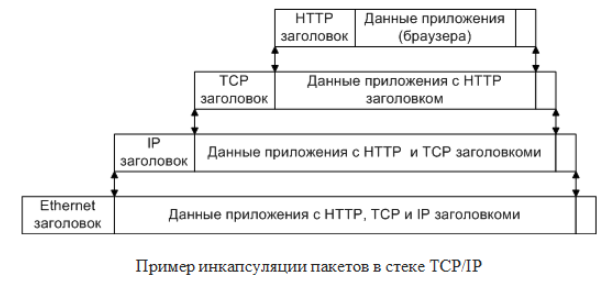 HTTP
заголовок
Данные приложения
(браузера)
TCP
заголовок
Данные приложения с HTTP
заголовком
IP
заголовок
Данные приложения с HTTP и TCP заголовкоми
Ethernet
заголовок
Данные приложения с HTTP, TCP и IP заголовкоми
Пример инкапсуляции пакетов в стеке TCP/IP